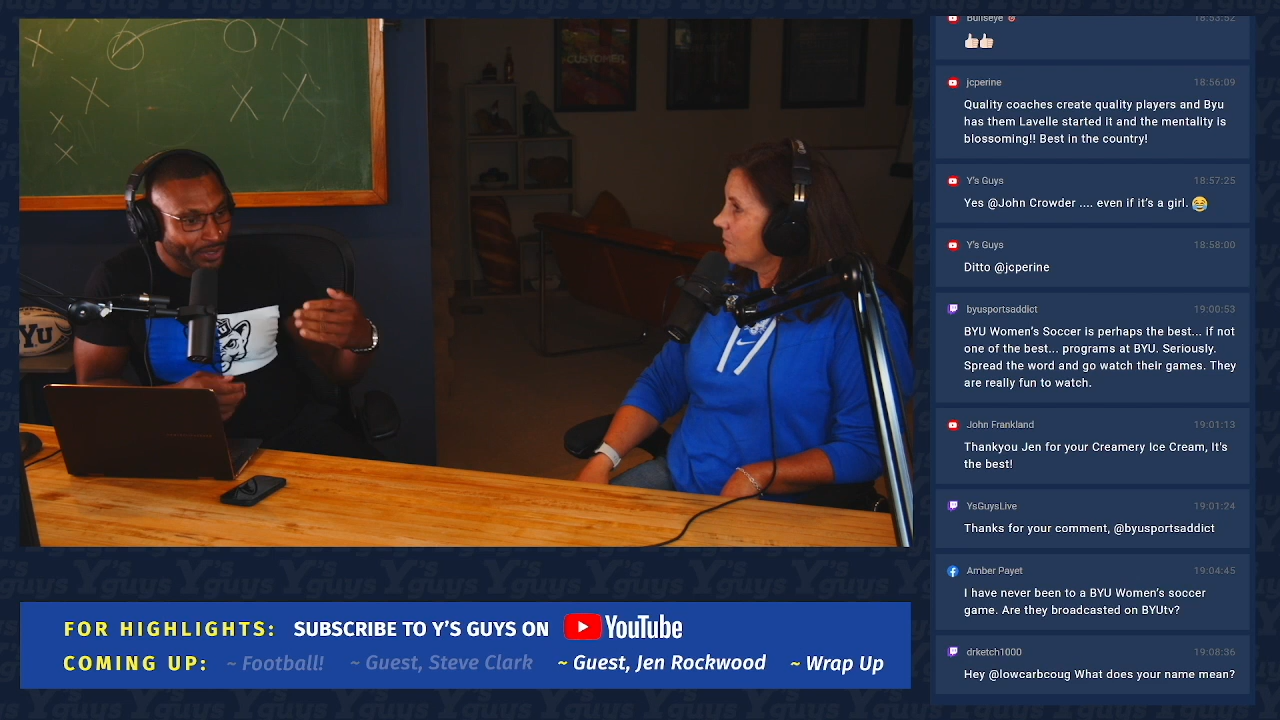 CUSTOMER
YU
FOR HIGHLIGHTS: SUBSCRIBE TO Y'S GUYS ON YouTube
COMING UP: ~ Football! ~ Guest, Steve Clark ~ Guest, Jen Rockwood ~ Wrap Up
Bullseye 🎯 18:53:52
👍🏻👍🏻
jcperine 18:56:09
Quality coaches create quality players and Byu
has them Lavelle started it and the mentality is
blossoming!! Best in the country!
Y's Guys 18:57:25
Yes @John Crowder .... even if it's a girl. 😂
Y's Guys 18:58:00
Ditto @jcperine
byusportsaddict 19:00:53
BYU Women's Soccer is perhaps the best... if not
one of the best... programs at BYU. Seriously.
Spread the word and go watch their games. They
are really fun to watch.
John Frankland 19:01:13
Thankyou Jen for your Creamery Ice Cream, It's
the best!
YsGuysLive 19:01:24
Thanks for your comment, @byusportsaddict
Amber Payet 19:04:45
I have never been to a BYU Women's soccer
game. Are they broadcasted on BYUtv?
drketch1000 19:08:36
Hey @lowcarbcoug What does your name mean?